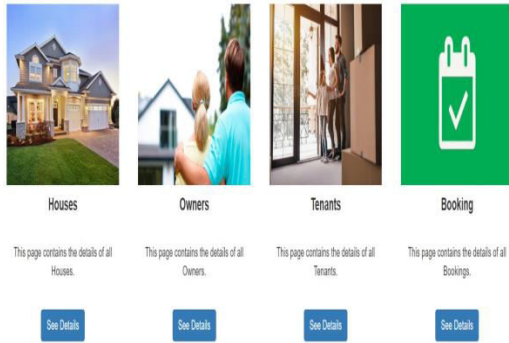 Houses
This page contains the details of all
Houses.
See Details
Owners
This page contains the details of all
Owners.
See Details
Tenants
This page contains the details of all
Tenants.
See Details
Booking
This page contains the details of all
Bookings.
See Details